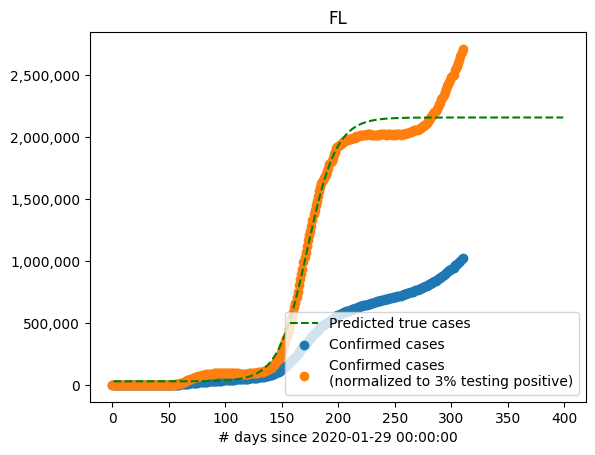 FL
2,500,000
2,000,000
1,500,000
1,000,000
500,000
0
Predicted true cases
Confirmed cases
Confirmed cases
(normalized to 3% testing positive)
0 50 100 150 200 250 300 350 400
# days since 2020-01-29 00:00:00